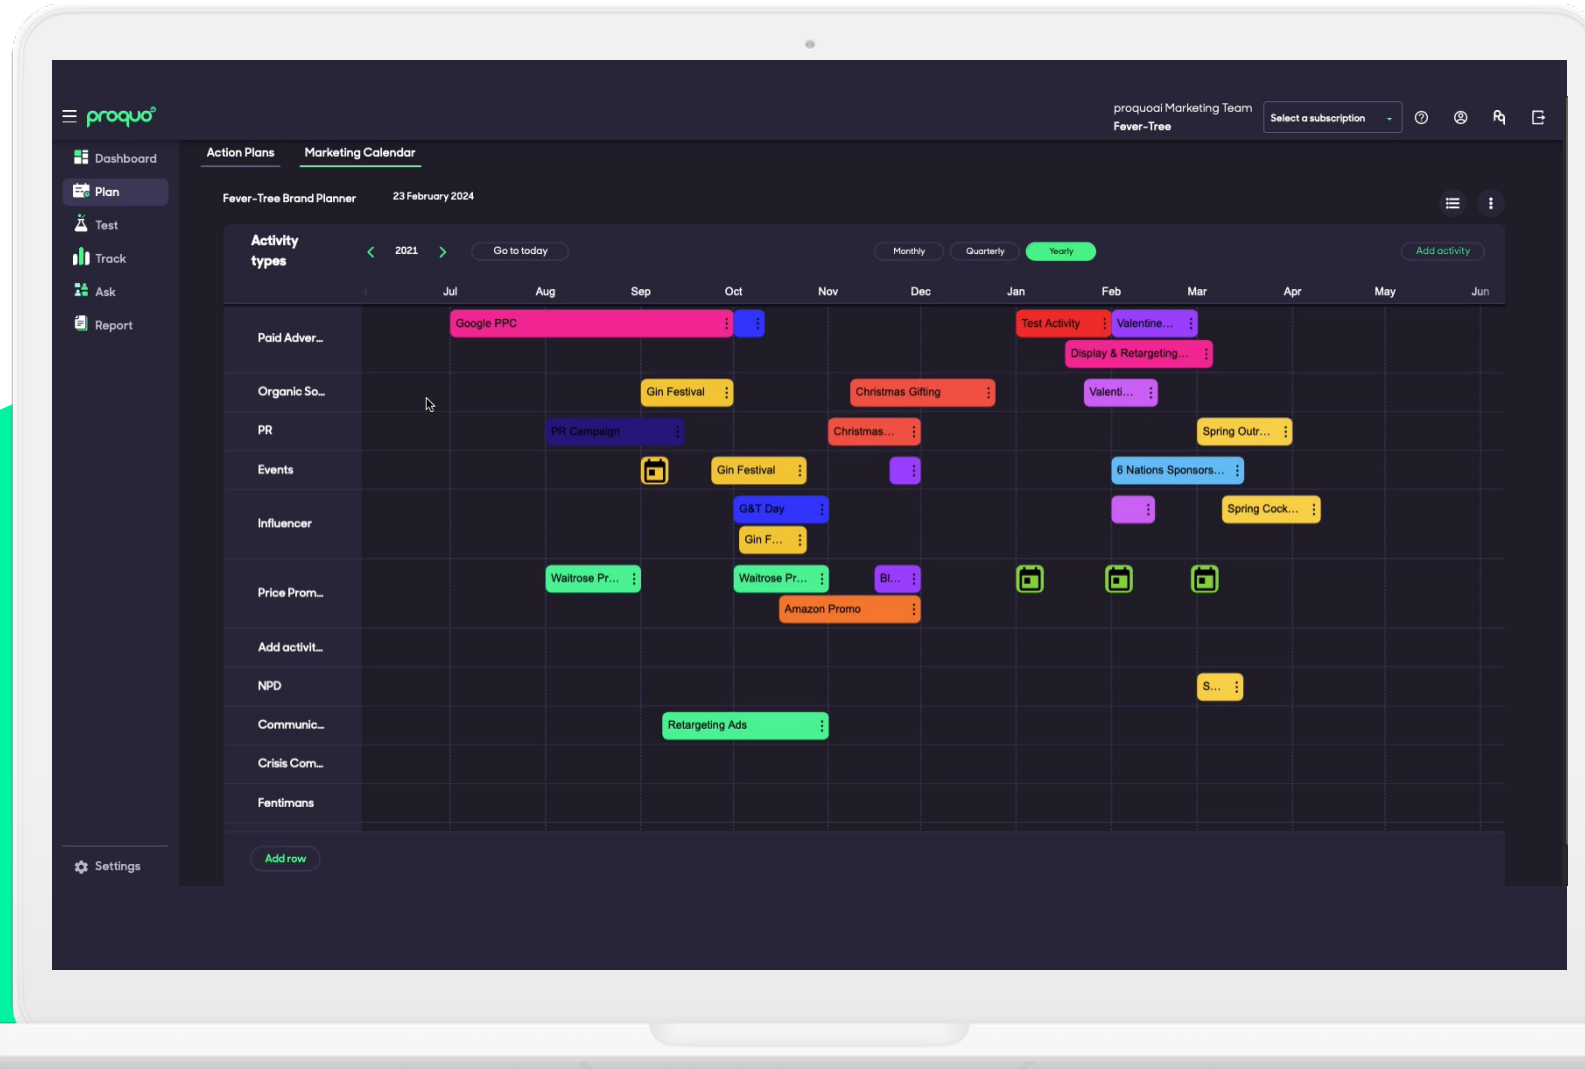 proquo
proquoai Marketing Team
Fever-Tree
Select a subscription
Dashboard
Plan
Test
Track
Ask
Report
Settings
Action Plans
Marketing Calendar
Fever-Tree Brand Planner
23 February 2024
Activity
types
2021
Go to today
Monthly
Quarterly
Yearly
Add activity
Jul Aug Sep Oct Nov Dec Jan Feb Mar Apr May Jun
Paid Adver...
Google PPC
Test Activity
Valentine...
Display & Retargeting...
Organic So...
Gin Festival
Christmas Gifting
Valenti...
PR
PR Campaign
Christmas...
Spring Outr...
Events
Gin Festival
6 Nations Sponsors...
Influencer
G&T Day
Spring Cock...
Gin F...
Price Prom...
Waitrose Pr...
Waitrose Pr...
Bl...
Amazon Promo
Add activit...
NPD
S...
Communic...
Retargeting Ads
Crisis Com...
Fentimans
Add row